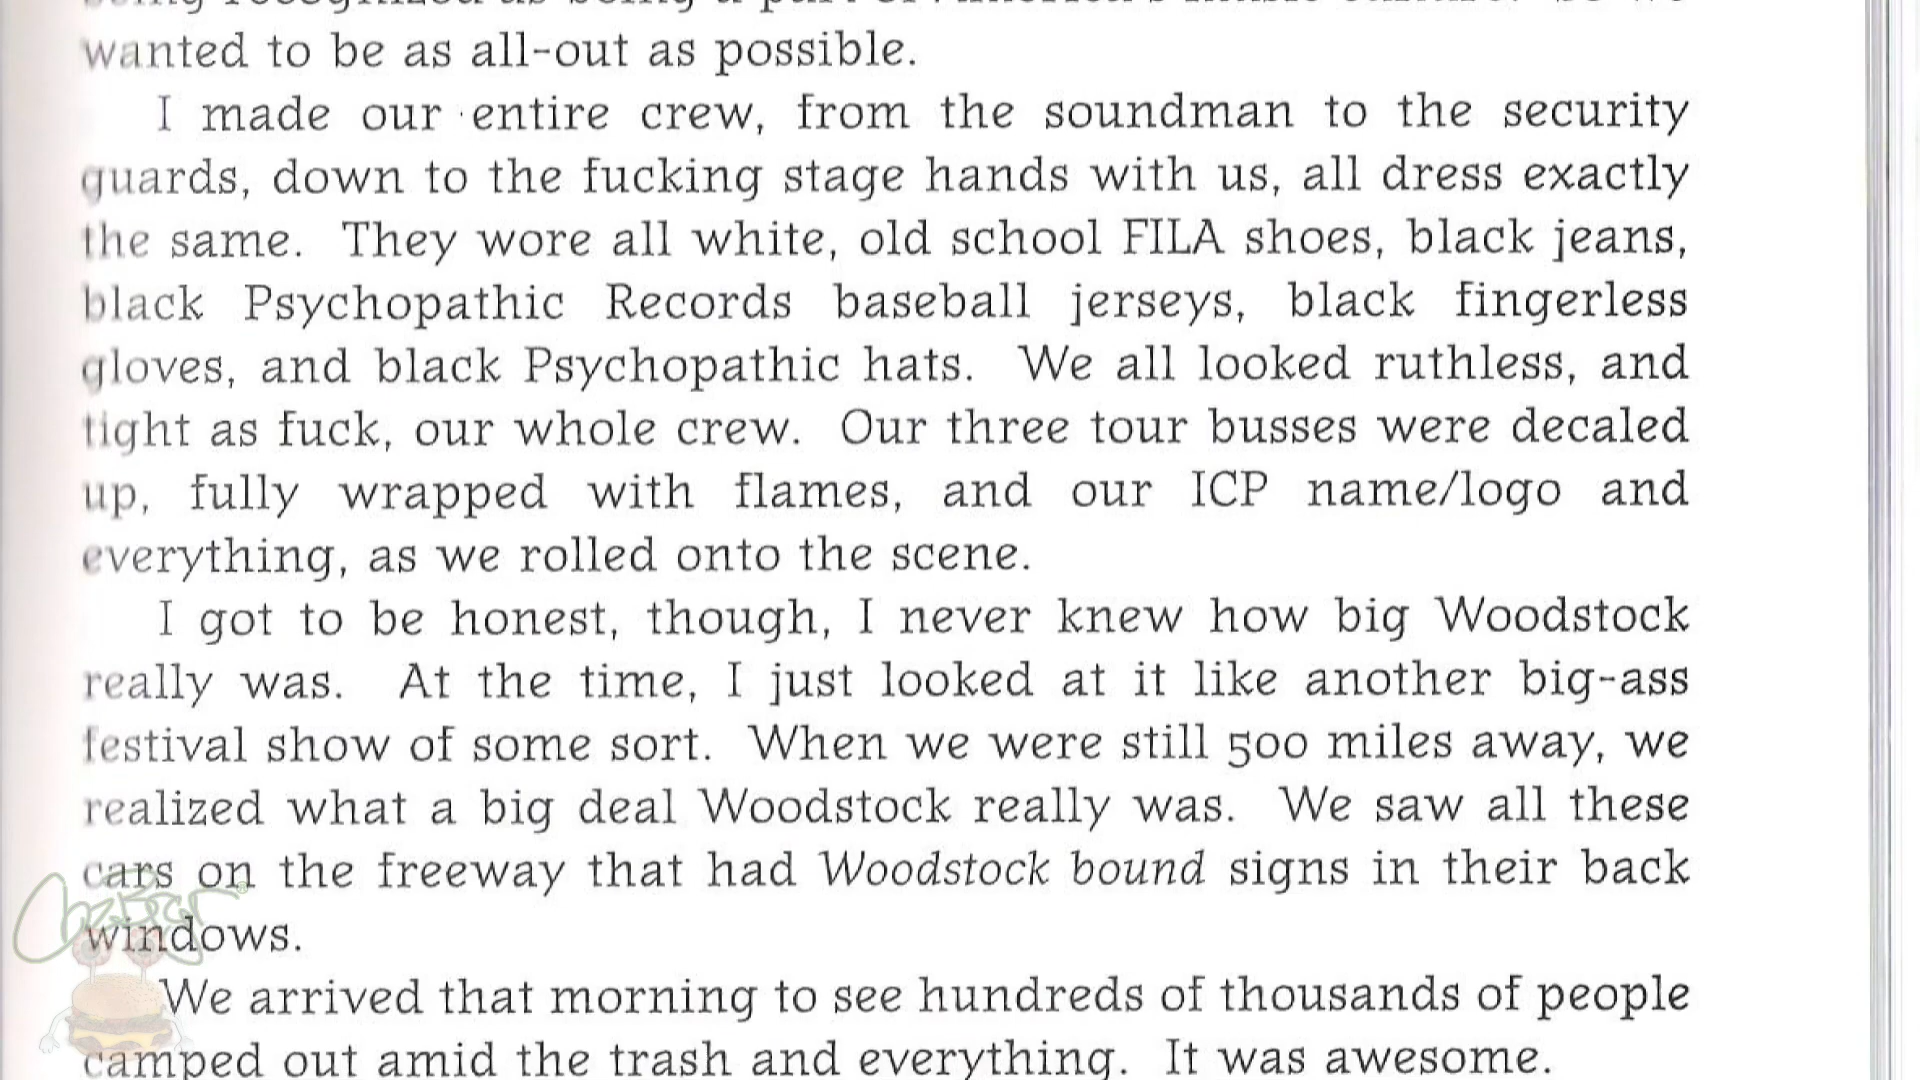 wanted to be as all-out as possible.
I made our entire crew, from the soundman to the security
guards, down to the fucking stage hands with us, all dress exactly
the same. They wore all white, old school FILA shoes, black jeans,
black Psychopathic Records baseball jerseys, black fingerless
gloves, and black Psychopathic hats. We all looked ruthless, and
tight as fuck, our whole crew. Our three tour busses were decaled
up, fully wrapped with flames, and our ICP name/logo and
everything, as we rolled onto the scene.
I got to be honest, though, I never knew how big Woodstock
really was. At the time, I just looked at it like another big-ass
festival show of some sort. When we were still 500 miles away, we
realized what a big deal Woodstock really was. We saw all these
cars on the freeway that had Woodstock bound signs in their back
windows.
We arrived that morning to see hundreds of thousands of people
camped out amid the trash and everything. It was awesome.